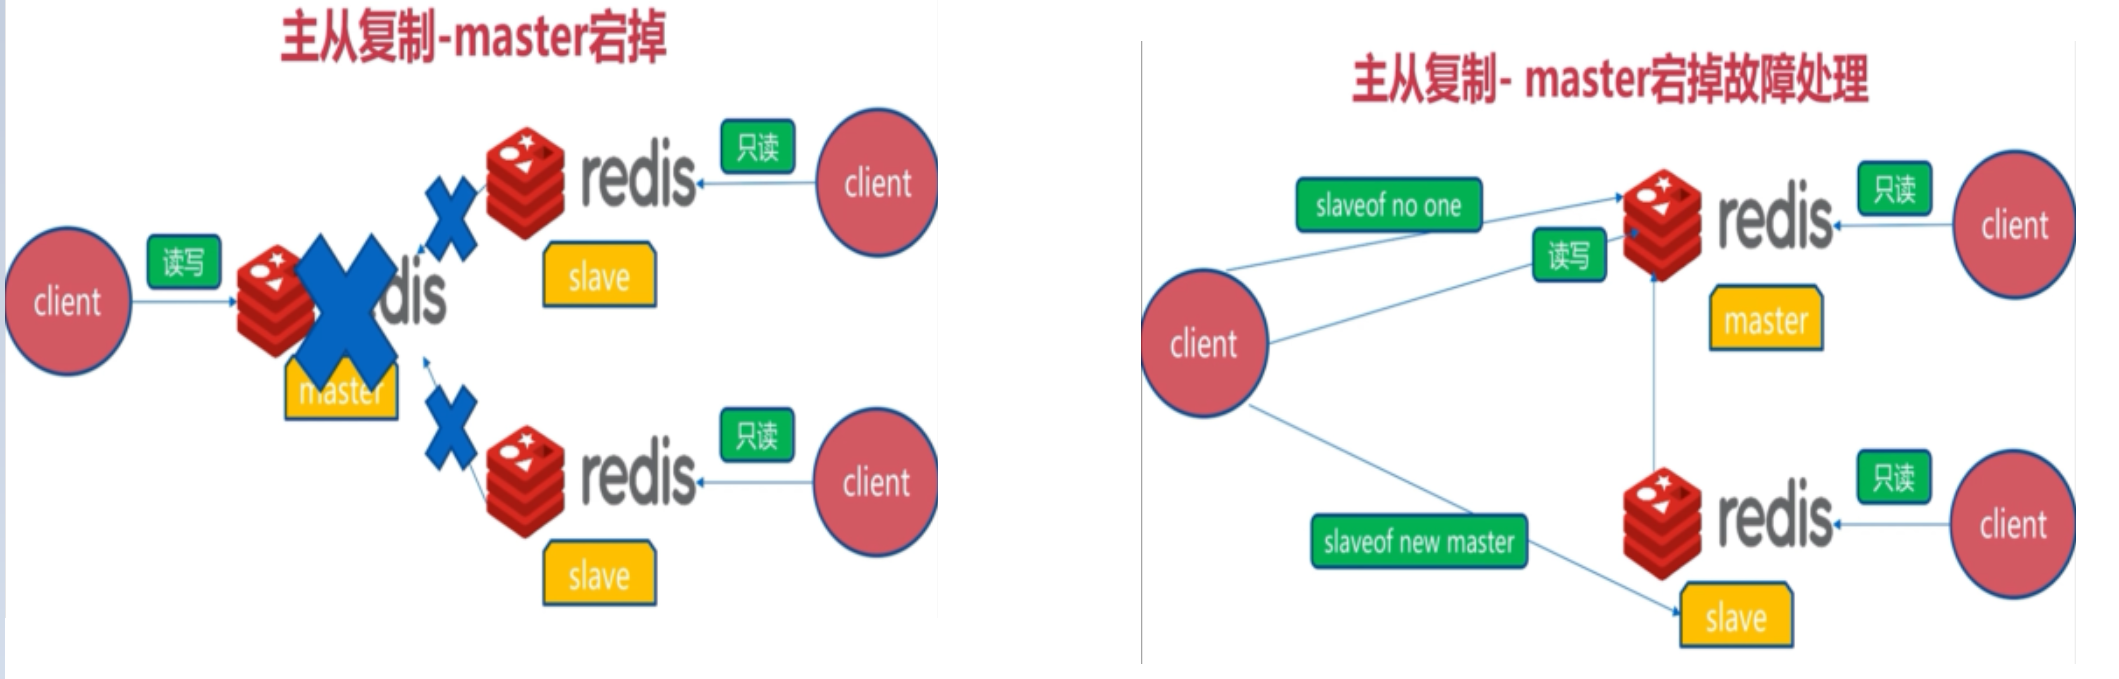 主从复制-master宕掉
redis
只读
client
slave
client
读写
dis
master
redis
只读
client
slave
主从复制- master宕掉故障处理
slaveof no one
redis
只读
client
读写
master
client
slaveof new master
redis
只读
client
slave